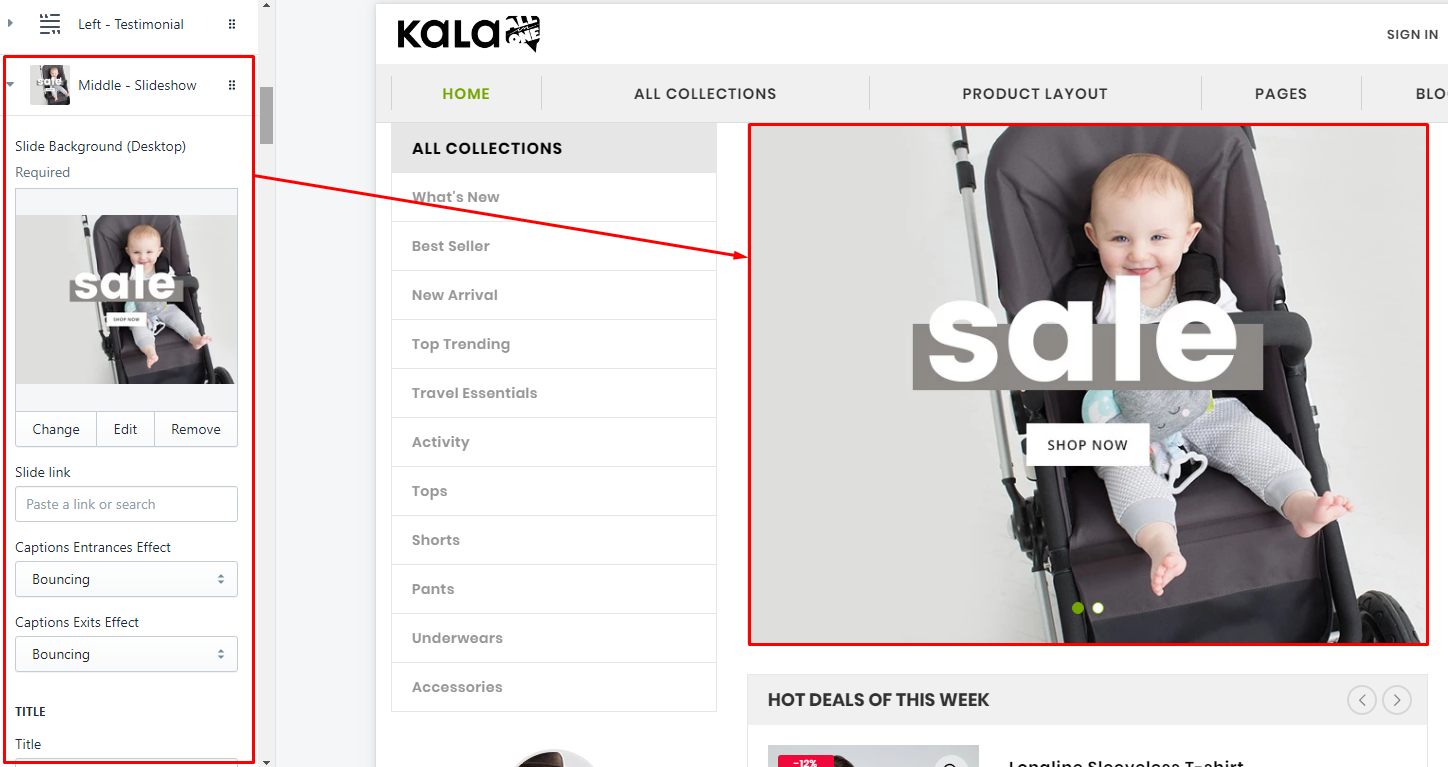 Left - Testimonial
Middle - Slideshow
Slide Background (Desktop)
Required
sale
SHOP NOW
Change
Edit
Remove
Slide link
Paste a link or search
Captions Entrances Effect
Bouncing
Captions Exits Effect
Bouncing
TITLE
Title
KALA
ONE
SIGN IN
HOME
ALL COLLECTIONS
PRODUCT LAYOUT
PAGES
BLO
ALL COLLECTIONS
What's New
Best Seller
New Arrival
Top Trending
Travel Essentials
Activity
Tops
Shorts
Pants
Underwears
Accessories
sale
SHOP NOW
HOT DEALS OF THIS WEEK
-12%
Longline Sleeveless T-shirt